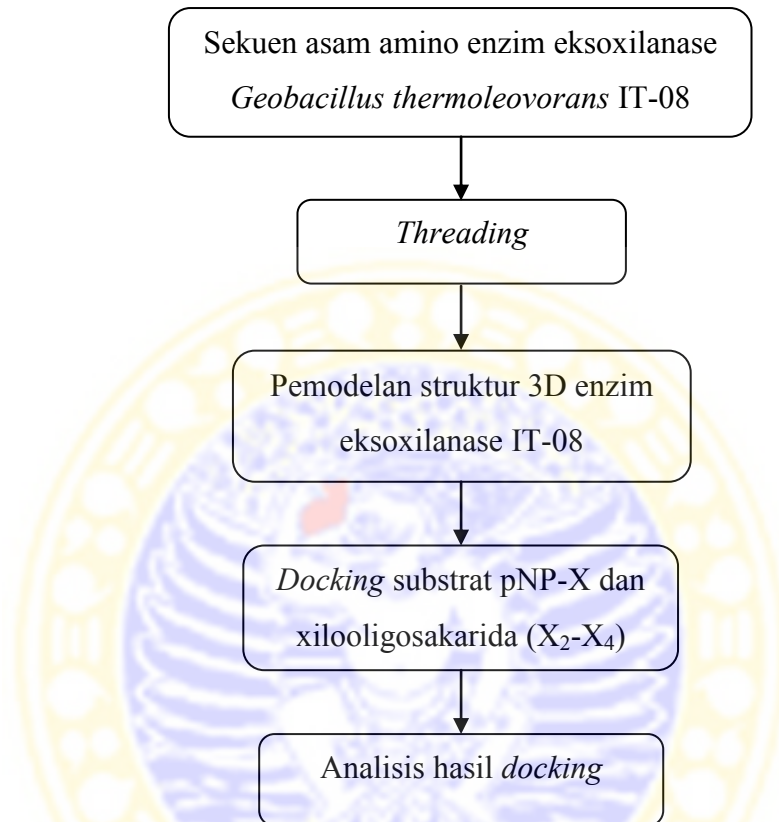 Sekuen asam amino enzim eksoxilanase
Geobacillus thermoleovorans IT-08
Threading
Pemodelan struktur 3D enzim
eksoxilanase IT-08
Docking substrat pNP-X dan
xilooligosakarida (X₂-X₄)
Analisis hasil docking